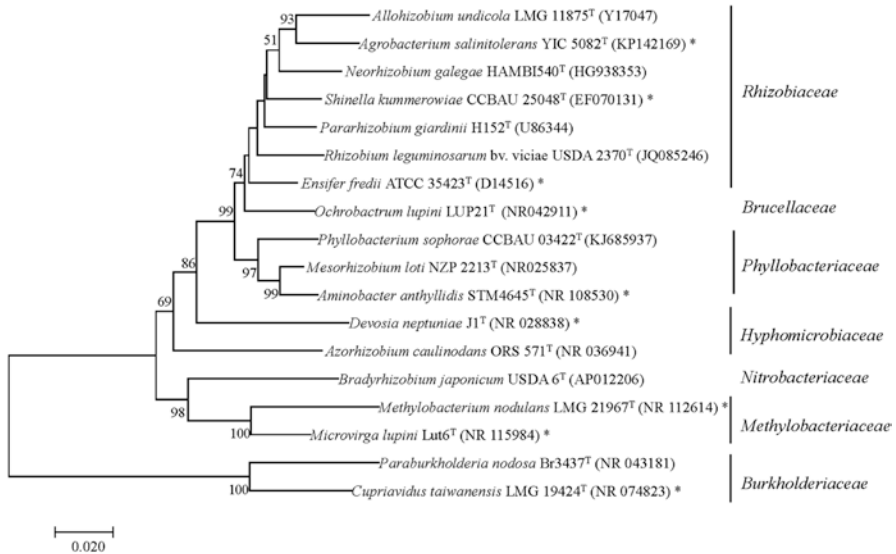 Allohizobium undicola LMG 11875ᵀ (Y17047)
93
Agrobacterium salinitolerans YIC 5082ᵀ (KP142169) *
51
Neorhizobium galegae HAMBI540ᵀ (HG938353)
Shinella kummerowiae CCBAU 25048ᵀ (EF070131) *
Rhizobiaceae
Pararhizobium giardinii H152ᵀ (U86344)
Rhizobium leguminosarum bv. viciae USDA 2370ᵀ (JQ085246)
74
Ensifer fredii ATCC 35423ᵀ (D14516) *
99
Ochrobactrum lupini LUP21ᵀ (NR042911) *
Brucellaceae
Phyllobacterium sophorae CCBAU 03422ᵀ (KJ685937)
97
86
Mesorhizobium loti NZP 2213ᵀ (NR025837)
Phyllobacteriaceae
99
Aminobacter anthyllidis STM4645ᵀ (NR 108530) *
69
Devosia neptuniae J1ᵀ (NR 028838) *
Hyphomicrobiaceae
Azorhizobium caulinodans ORS 571ᵀ (NR 036941)
Bradyrhizobium japonicum USDA 6ᵀ (AP012206)
Nitrobacteriaceae
98
Methylobacterium nodulans LMG 21967ᵀ (NR 112614) *
Methylobacteriaceae
100
Microvirga lupini Lut6ᵀ (NR 115984) *
Paraburkholderia nodosa Br3437ᵀ (NR 043181)
Burkholderiaceae
100
Cupriavidus taiwanensis LMG 19424ᵀ (NR 074823) *
0.020